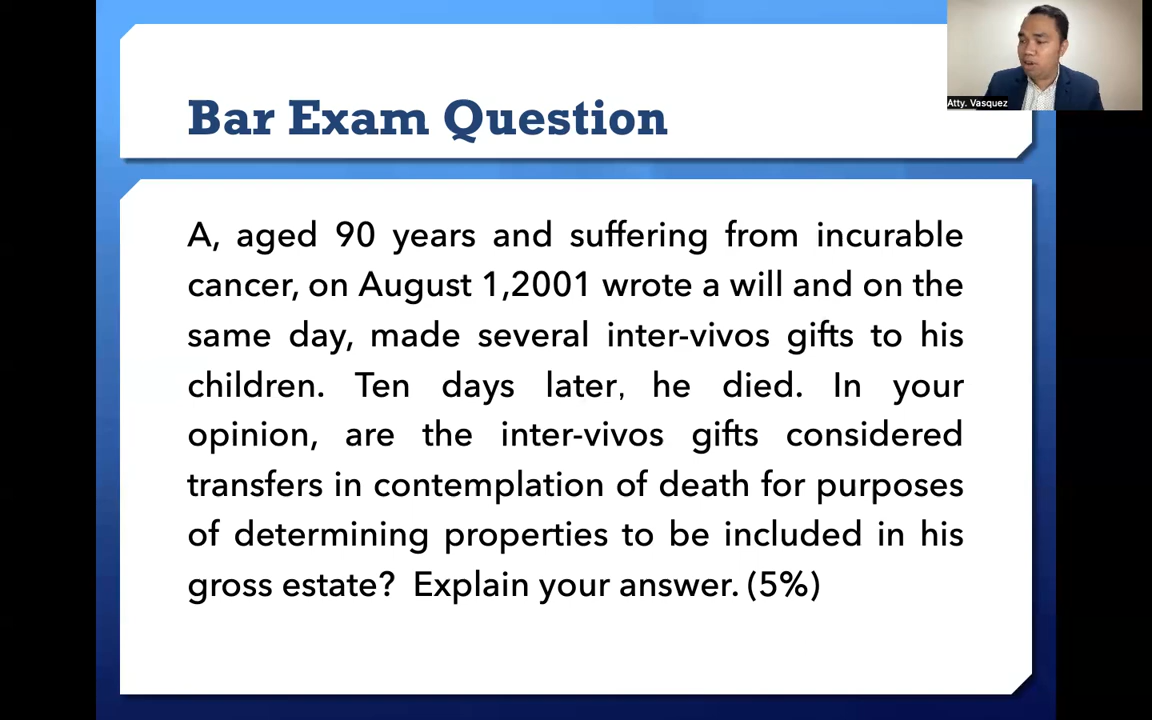 Atty. Vasquez
Bar Exam Question
A, aged 90 years and suffering from incurable
cancer, on August 1,2001 wrote a will and on the
same day, made several inter-vivos gifts to his
children. Ten days later, he died. In your
opinion, are the inter-vivos gifts considered
transfers in contemplation of death for purposes
of determining properties to be included in his
gross estate?  Explain your answer. (5%)